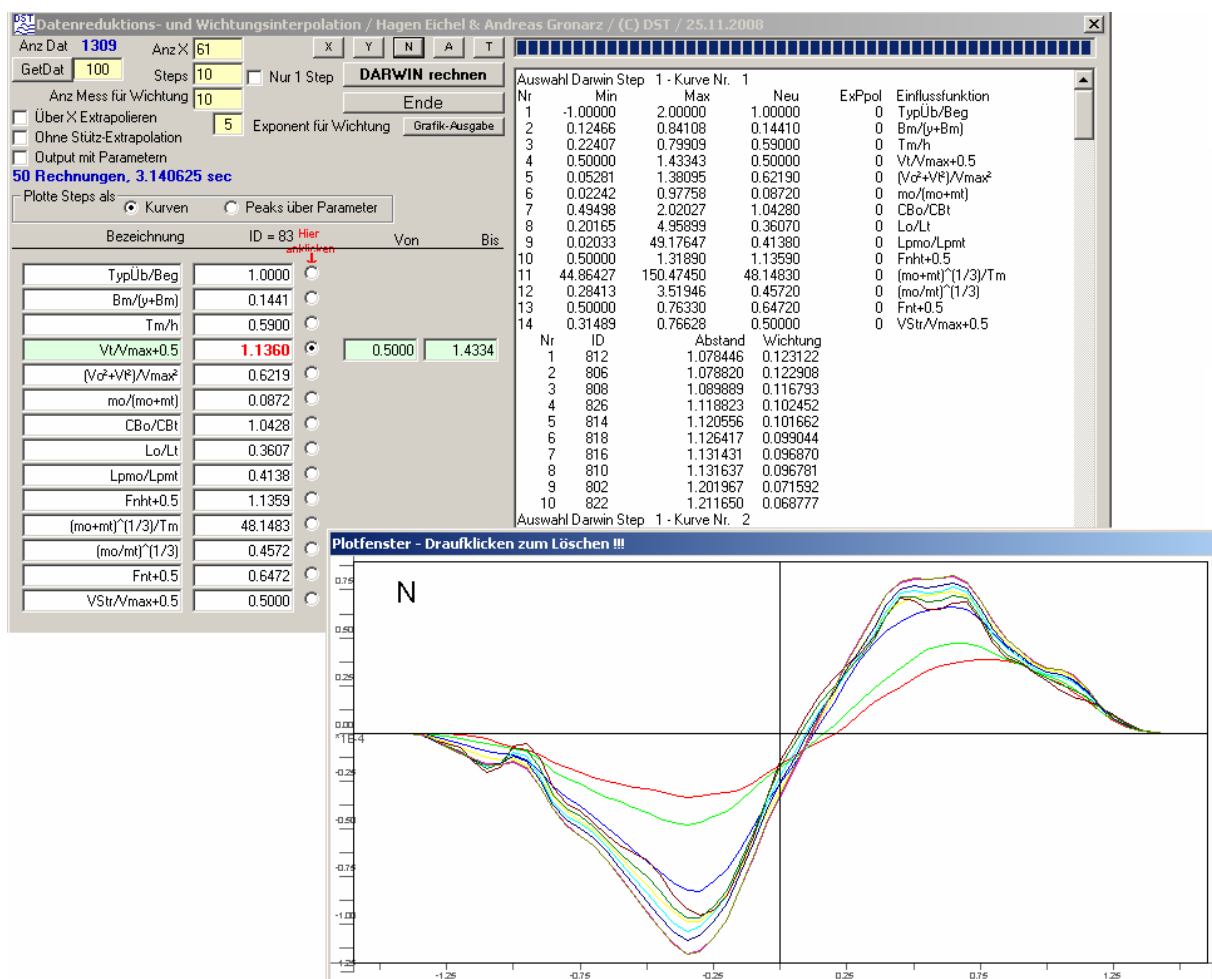 DST Datenreduktions- und Wichtungsinterpolation / Hagen Eichel & Andreas Gronarz / (C) DST / 25.11.2008
Anz Dat 1309 Anz X 61 X Y N A T
GetDat 100 Steps 10 Nur 1 Step DARWIN rechnen
Anz Mess für Wichtung 10 Ende
Über X Extrapolieren 5 Exponent für Wichtung Grafik-Ausgabe
Ohne Stütz-Extrapolation
Output mit Parametern
50 Rechnungen, 3.140625 sec
Plotte Steps als
Kurven Peaks über Parameter
Bezeichnung ID = 83 Hier anklicken Von Bis
TypÜb/Beg 1.0000
Bm/(y+Bm) 0.1441
Tm/h 0.5900
Vt/Vmax+0.5 1.1360 0.5000 1.4334
(Vo²+Vt²)/Vmax² 0.6219
mo/(mo+mt) 0.0872
CBo/CBt 1.0428
Lo/Lt 0.3607
Lpmo/Lpmt 0.4138
Fnht+0.5 1.1359
(mo+mt)^(1/3)/Tm 48.1483
(mo/mt)^(1/3) 0.4572
Fnt+0.5 0.6472
VStr/Vmax+0.5 0.5000
Auswahl Darwin Step 1 - Kurve Nr. 1
Nr Min Max Neu ExPpol Einflussfunktion
1 -1.00000 2.00000 1.00000 0 TypÜb/Beg
2 0.12466 0.84108 0.14410 0 Bm/(y+Bm)
3 0.22407 0.79909 0.59000 0 Tm/h
4 0.50000 1.43343 0.50000 0 Vt/Vmax+0.5
5 0.05281 1.38095 0.62190 0 (Vo²+Vt²)/Vmax²
6 0.02242 0.97758 0.08720 0 mo/(mo+mt)
7 0.49498 2.02027 1.04280 0 CBo/CBt
8 0.20165 4.95899 0.36070 0 Lo/Lt
9 0.02033 49.17647 0.41380 0 Lpmo/Lpmt
10 0.50000 1.31890 1.13590 0 Fnht+0.5
11 44.86427 150.47450 48.14830 0 (mo+mt)^(1/3)/Tm
12 0.28413 3.51946 0.45720 0 (mo/mt)^(1/3)
13 0.50000 0.76330 0.64720 0 Fnt+0.5
14 0.31489 0.76628 0.50000 0 VStr/Vmax+0.5
Nr ID Abstand Wichtung
1 812 1.078446 0.123122
2 806 1.078820 0.122908
3 808 1.089889 0.116793
4 826 1.118823 0.102452
5 814 1.120556 0.101662
6 818 1.126417 0.099044
7 816 1.131431 0.096870
8 810 1.131637 0.096781
9 802 1.201967 0.071592
10 822 1.211650 0.068777
Auswahl Darwin Step 1 - Kurve Nr. 2
Plotfenster - Draufklicken zum Löschen !!!
N
0.75
0.50
0.25
0.00
*1E-4
-0.25
-0.50
-0.75
-1.00
-1.25
-1.25 -0.75 -0.25 0.25 0.75 1.25